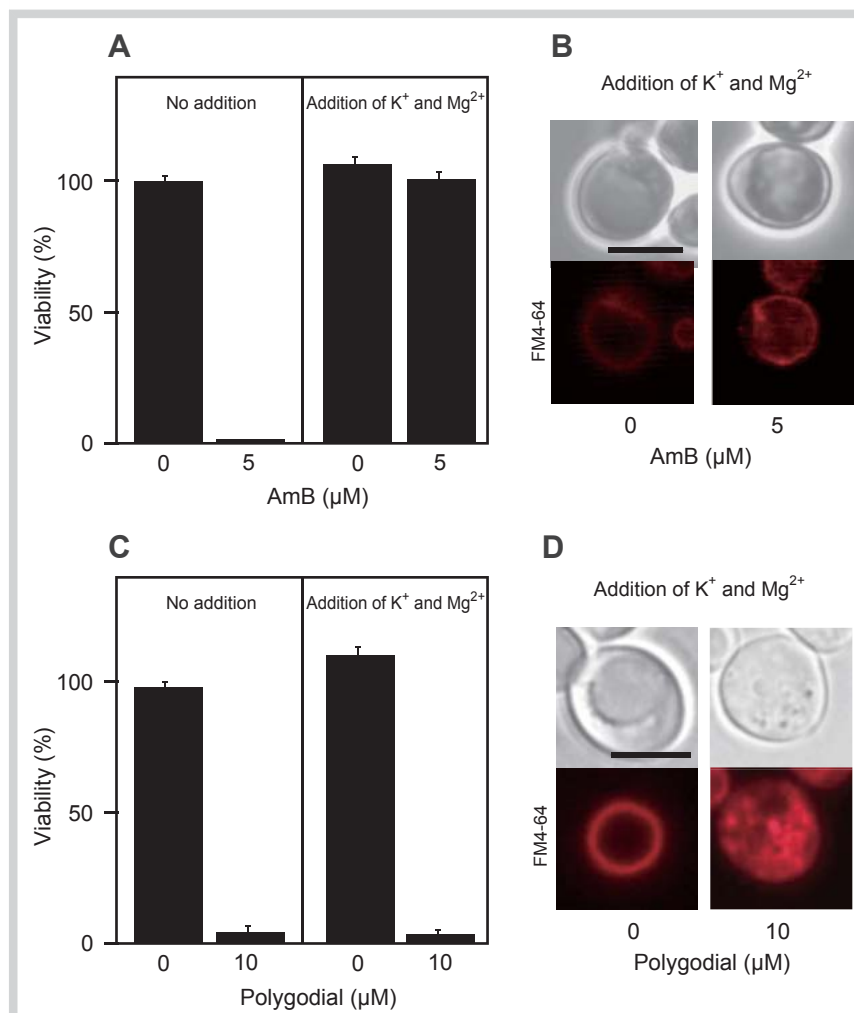 A
No addition
Addition of K⁺ and Mg²⁺
Viability (%)
100
50
0
0
5
0
5
AmB (µM)
B
Addition of K⁺ and Mg²⁺
FM4-64
0
5
AmB (µM)
C
No addition
Addition of K⁺ and Mg²⁺
Viability (%)
100
50
0
0
10
0
10
Polygodial (µM)
D
Addition of K⁺ and Mg²⁺
FM4-64
0
10
Polygodial (µM)